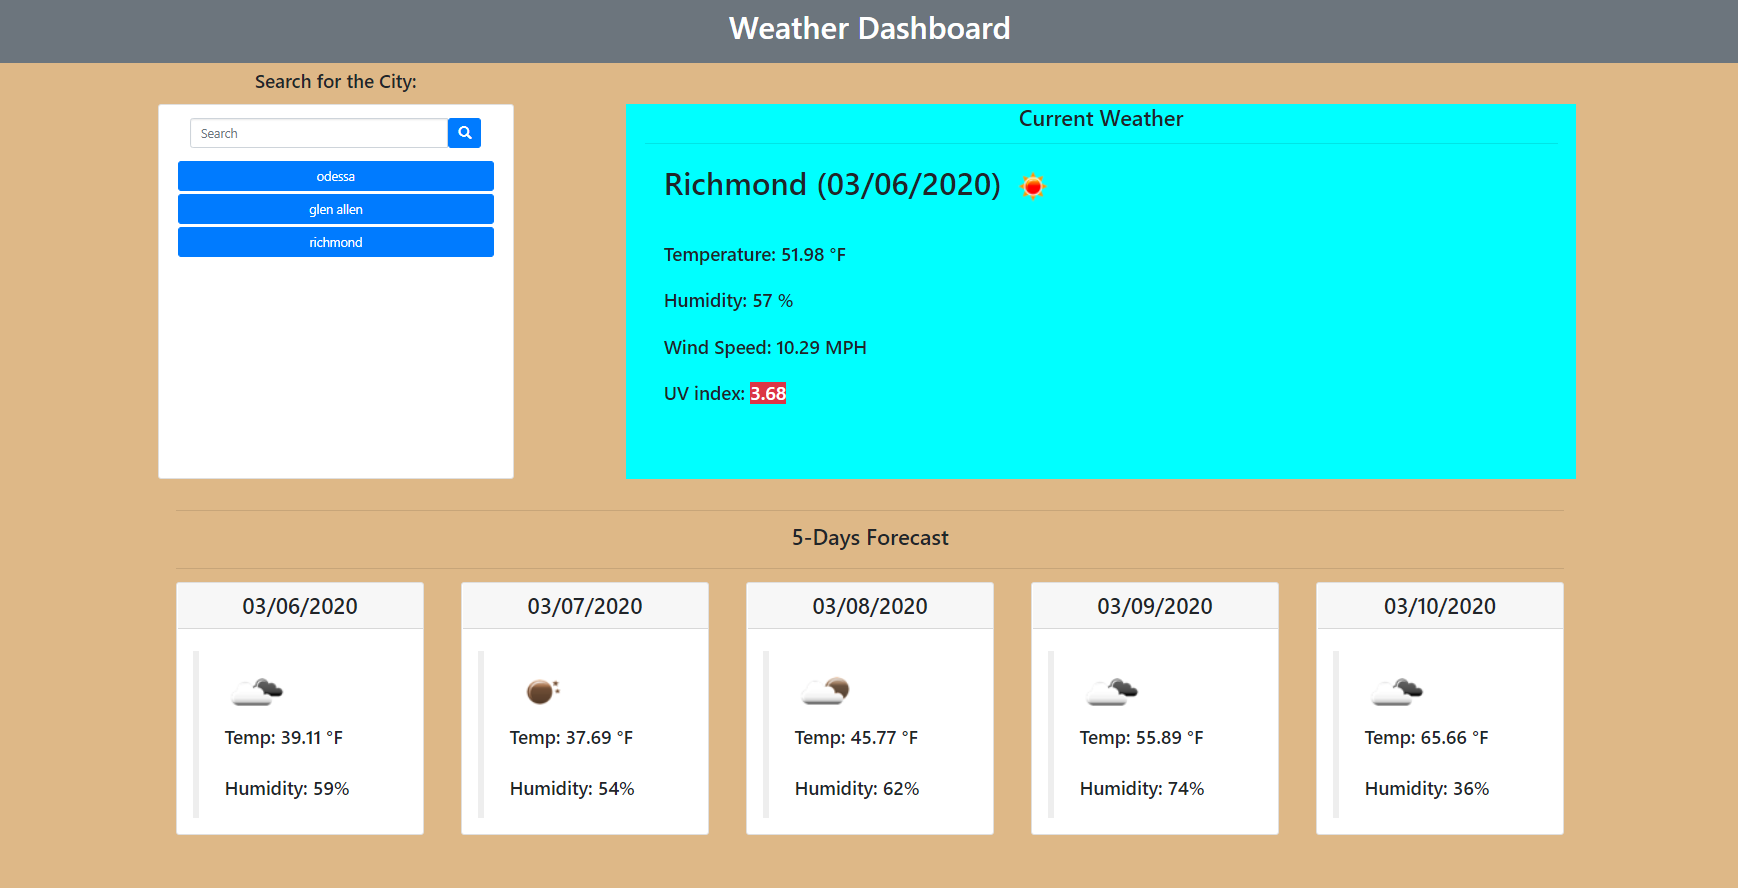 Weather Dashboard
Search for the City:
Search
odessa
glen allen
richmond
Current Weather
Richmond (03/06/2020)
Temperature: 51.98 °F
Humidity: 57 %
Wind Speed: 10.29 MPH
UV index: 3.68
5-Days Forecast
03/06/2020
Temp: 39.11 °F
Humidity: 59%
03/07/2020
Temp: 37.69 °F
Humidity: 54%
03/08/2020
Temp: 45.77 °F
Humidity: 62%
03/09/2020
Temp: 55.89 °F
Humidity: 74%
03/10/2020
Temp: 65.66 °F
Humidity: 36%